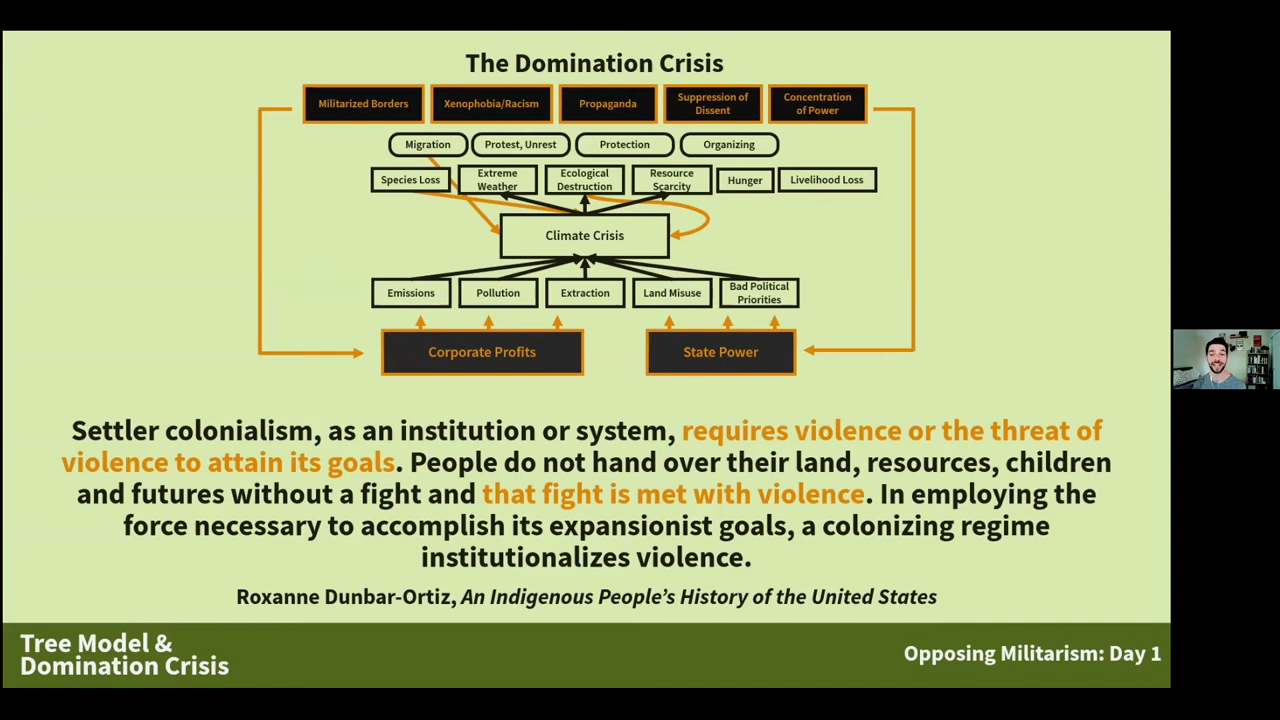 The Domination Crisis
Militarized Borders
Xenophobia/Racism
Propaganda
Suppression of
Dissent
Concentration
of Power
Migration
Protest, Unrest
Protection
Organizing
Species Loss
Extreme
Weather
Ecological
Destruction
Resource
Scarcity
Hunger
Livelihood Loss
Climate Crisis
Emissions
Pollution
Extraction
Land Misuse
Bad Political
Priorities
Corporate Profits
State Power
Settler colonialism, as an institution or system, requires violence or the threat of
violence to attain its goals. People do not hand over their land, resources, children
and futures without a fight and that fight is met with violence. In employing the
force necessary to accomplish its expansionist goals, a colonizing regime
institutionalizes violence.
Roxanne Dunbar-Ortiz, An Indigenous People's History of the United States
Tree Model &
Domination Crisis
Opposing Militarism: Day 1